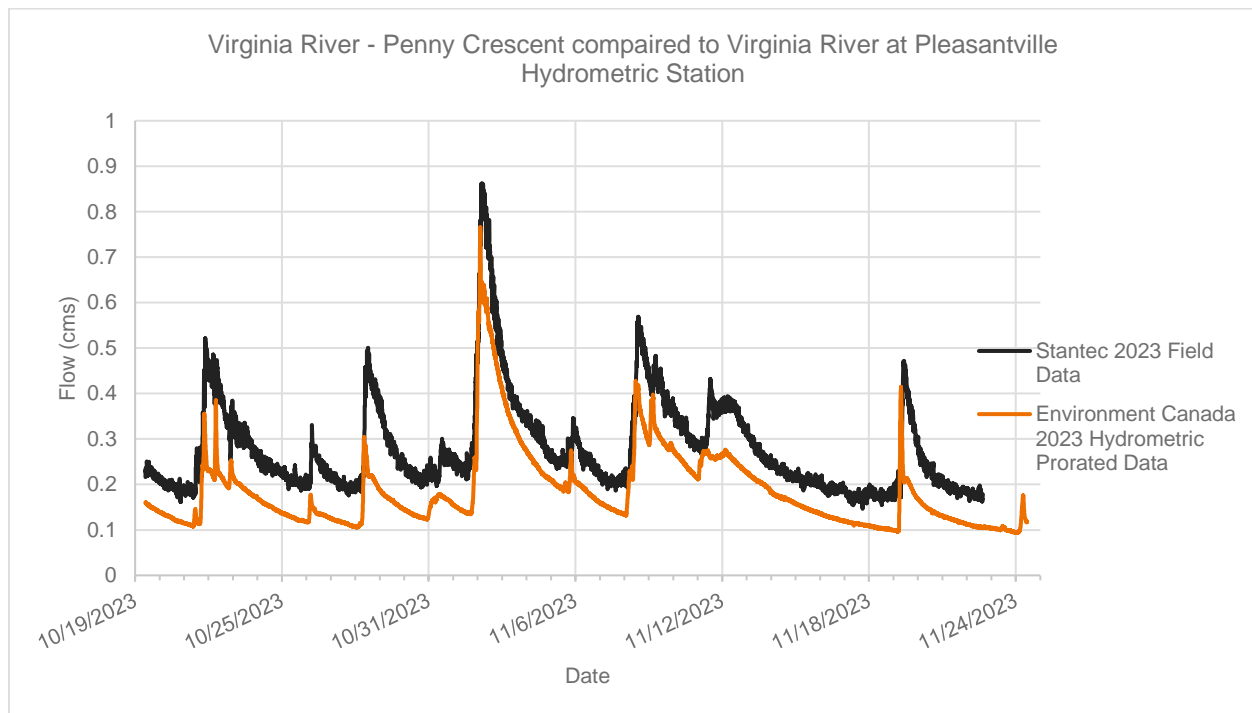 Virginia River - Penny Crescent compaired to Virginia River at Pleasantville
Hydrometric Station
1
0.9
0.8
0.7
0.6
0.5
0.4
0.3
0.2
0.1
0
Flow (cms)
Stantec 2023 Field
Data
Environment Canada
2023 Hydrometric
Prorated Data
10/19/2023
10/25/2023
10/31/2023
11/6/2023
11/12/2023
11/18/2023
11/24/2023
Date